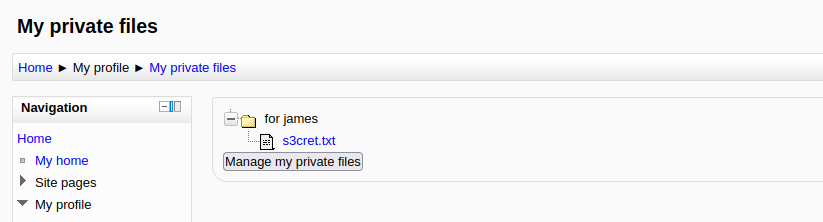 My private files
Home ► My profile ► My private files
Navigation
Home
My home
Site pages
My profile
for james
s3cret.txt
Manage my private files